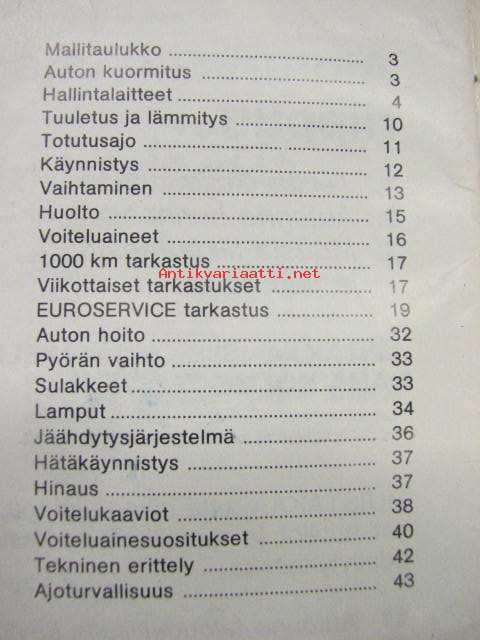 Mallitaulukko ........................ 3
Auton kuormitus ........................ 3
Hallintalaitteet ........................ 4
Tuuletus ja lämmitys ........................ 10
Totutusajo ........................ 11
Käynnistys ........................ 12
Vaihtaminen ........................ 13
Huolto ........................ 15
Voiteluaineet ........................ 16
1000 km tarkastus ........................ 17
Antikvariaatti.net
Viikottaiset tarkastukset ........................ 17
EUROSERVICE tarkastus ........................ 19
Auton hoito ........................ 32
Pyörän vaihto ........................ 33
Sulakkeet ........................ 33
Lamput ........................ 34
Jäähdytysjärjestelmä ........................ 36
Hätäkäynnistys ........................ 37
Hinaus ........................ 37
Voitelukaaviot ........................ 38
Voiteluainesuositukset ........................ 40
Tekninen erittely ........................ 42
Ajoturvallisuus ........................ 43